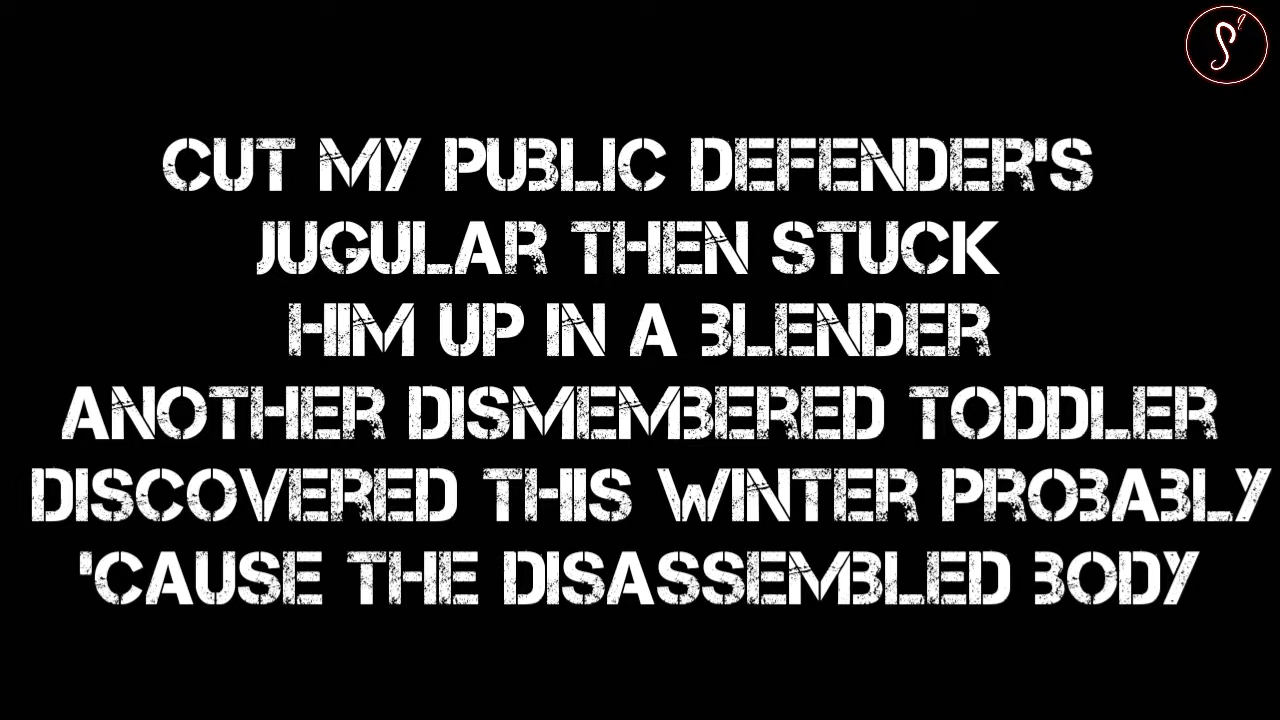 CUT MY PUBLIC DEFENDER'S
JUGULAR THEN STUCK
HIM UP IN A BLENDER
ANOTHER DISMEMBERED TODDLER
DISCOVERED THIS WINTER PROBABLY
'CAUSE THE DISASSEMBLED BODY